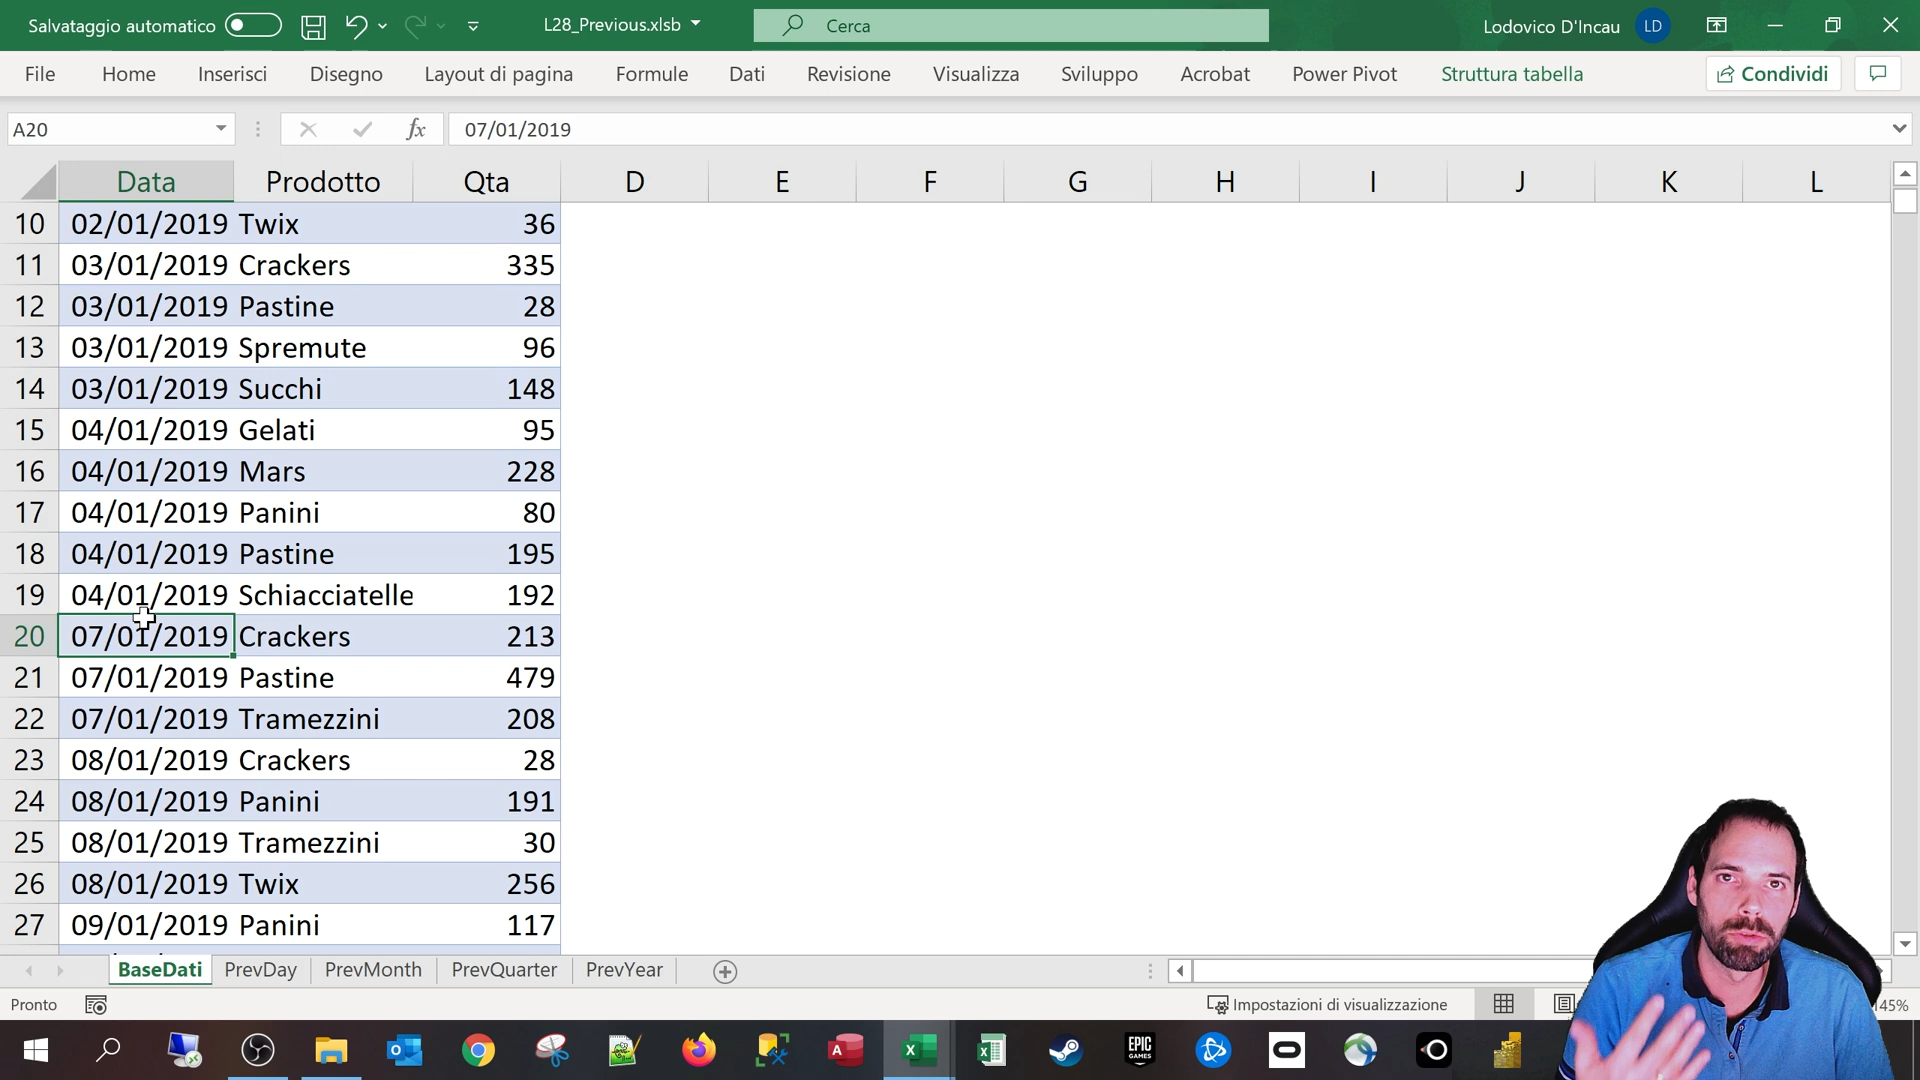 Salvataggio automatico L28_Previous.xlsb Cerca Lodovico D'Incau LD
File Home Inserisci Disegno Layout di pagina Formule Dati Revisione Visualizza Sviluppo Acrobat Power Pivot Struttura tabella Condividi
A20 fx 07/01/2019
Data Prodotto Qta D E F G H I J K L
10 02/01/2019 Twix 36
11 03/01/2019 Crackers 335
12 03/01/2019 Pastine 28
13 03/01/2019 Spremute 96
14 03/01/2019 Succhi 148
15 04/01/2019 Gelati 95
16 04/01/2019 Mars 228
17 04/01/2019 Panini 80
18 04/01/2019 Pastine 195
19 04/01/2019 Schiacciatelle 192
20 07/01/2019 Crackers 213
21 07/01/2019 Pastine 479
22 07/01/2019 Tramezzini 208
23 08/01/2019 Crackers 28
24 08/01/2019 Panini 191
25 08/01/2019 Tramezzini 30
26 08/01/2019 Twix 256
27 09/01/2019 Panini 117
BaseDati PrevDay PrevMonth PrevQuarter PrevYear
Pronto Impostazioni di visualizzazione 45%
EPIC GAMES